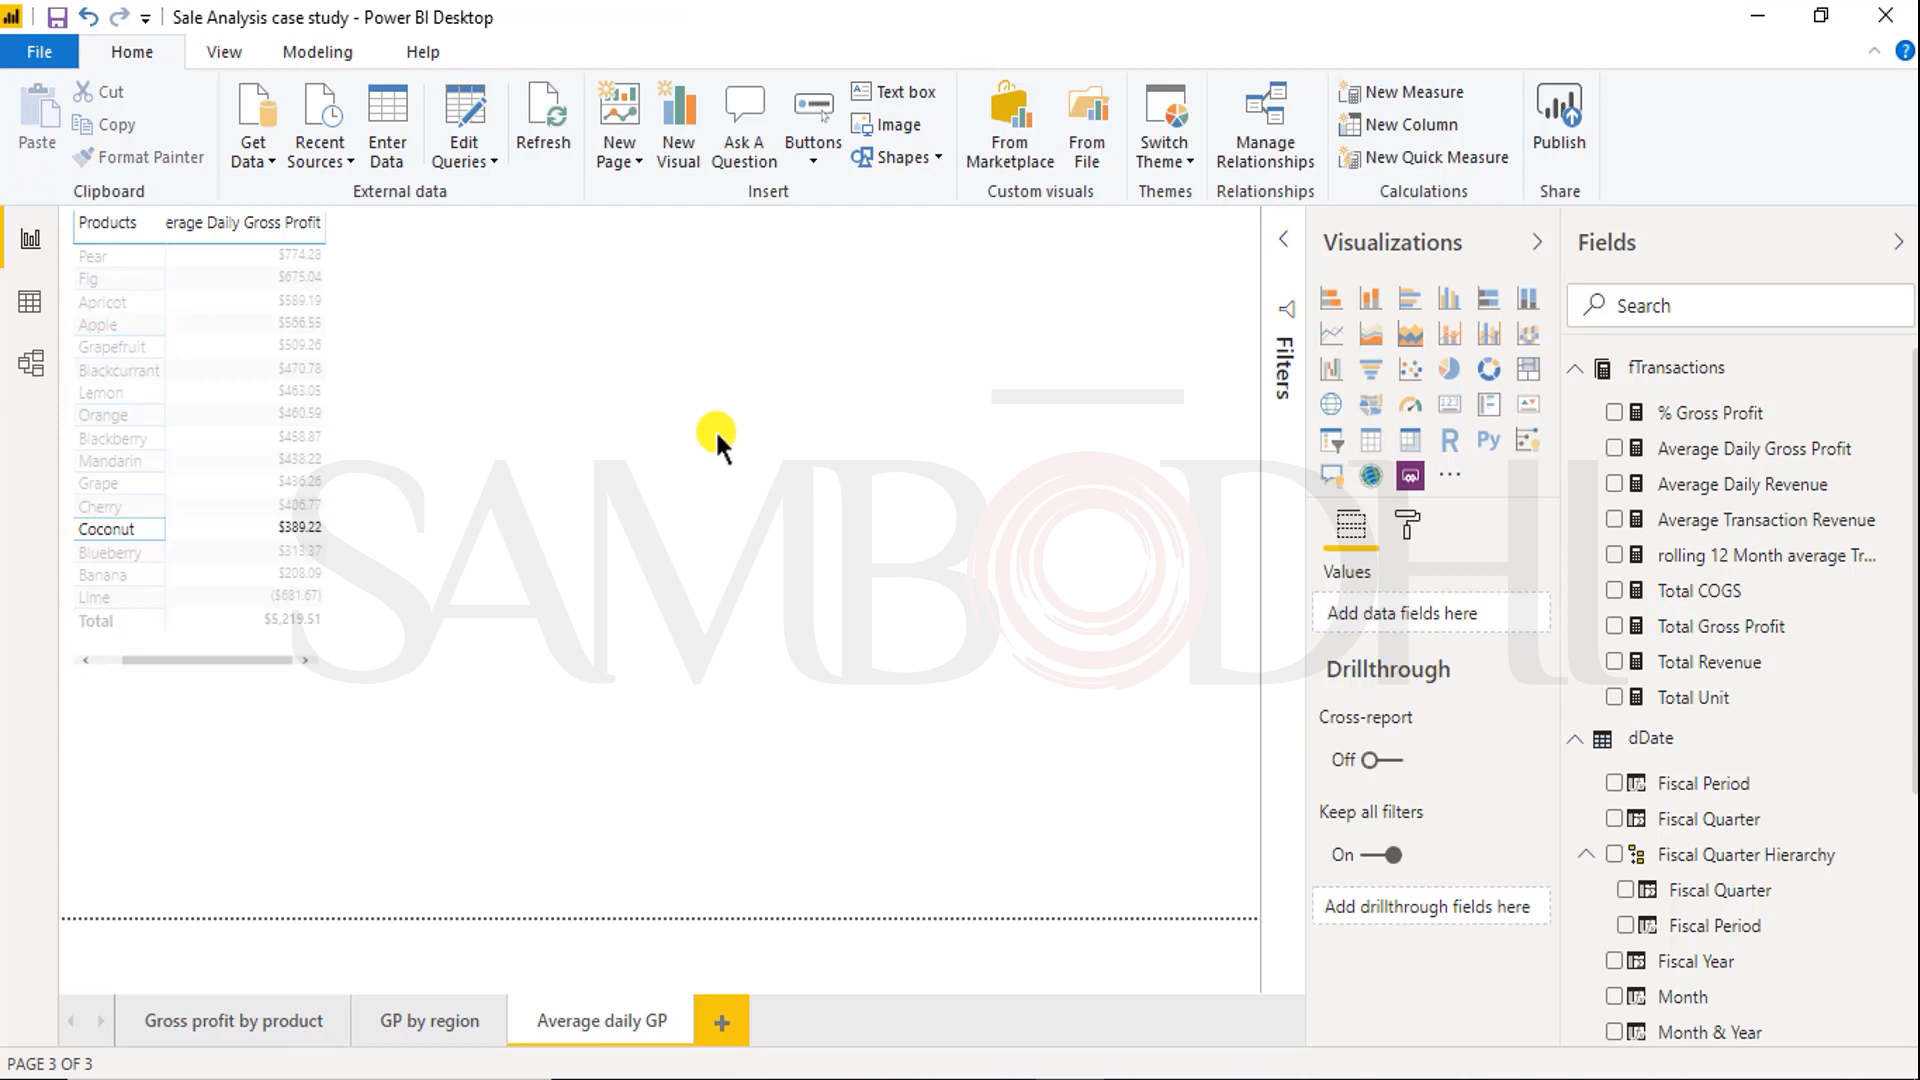 Sale Analysis case study - Power BI Desktop
File Home View Modeling Help
Paste
Cut
Copy
Format Painter
Clipboard
Get Data
Recent Sources
Enter Data
Edit Queries
External data
Refresh
New Page
New Visual
Ask A Question
Buttons
Text box
Image
Shapes
Insert
From Marketplace
From File
Custom visuals
Switch Theme
Themes
Manage Relationships
Relationships
New Measure
New Column
New Quick Measure
Calculations
Publish
Share
Products erage Daily Gross Profit
Pear $774.28
Fig $675.04
Apricot $589.19
Apple $566.55
Grapefruit $509.26
Blackcurrant $470.78
Lemon $463.05
Orange $460.59
Blackberry $458.87
Mandarin $438.22
Grape $436.26
Cherry $406.77
Coconut $389.22
Blueberry $313.37
Banana $208.09
Lime ($681.67)
Total $5,219.51
SAMBODHI
Filters
Visualizations
123
R
Py
Values
Add data fields here
Drillthrough
Cross-report
Off
Keep all filters
On
Add drillthrough fields here
Fields
Search
fTransactions
% Gross Profit
Average Daily Gross Profit
Average Daily Revenue
Average Transaction Revenue
rolling 12 Month average Tr...
Total COGS
Total Gross Profit
Total Revenue
Total Unit
dDate
Fiscal Period
Fiscal Quarter
Fiscal Quarter Hierarchy
Fiscal Quarter
Fiscal Period
Fiscal Year
Month
Month & Year
Gross profit by product GP by region Average daily GP +
PAGE 3 OF 3